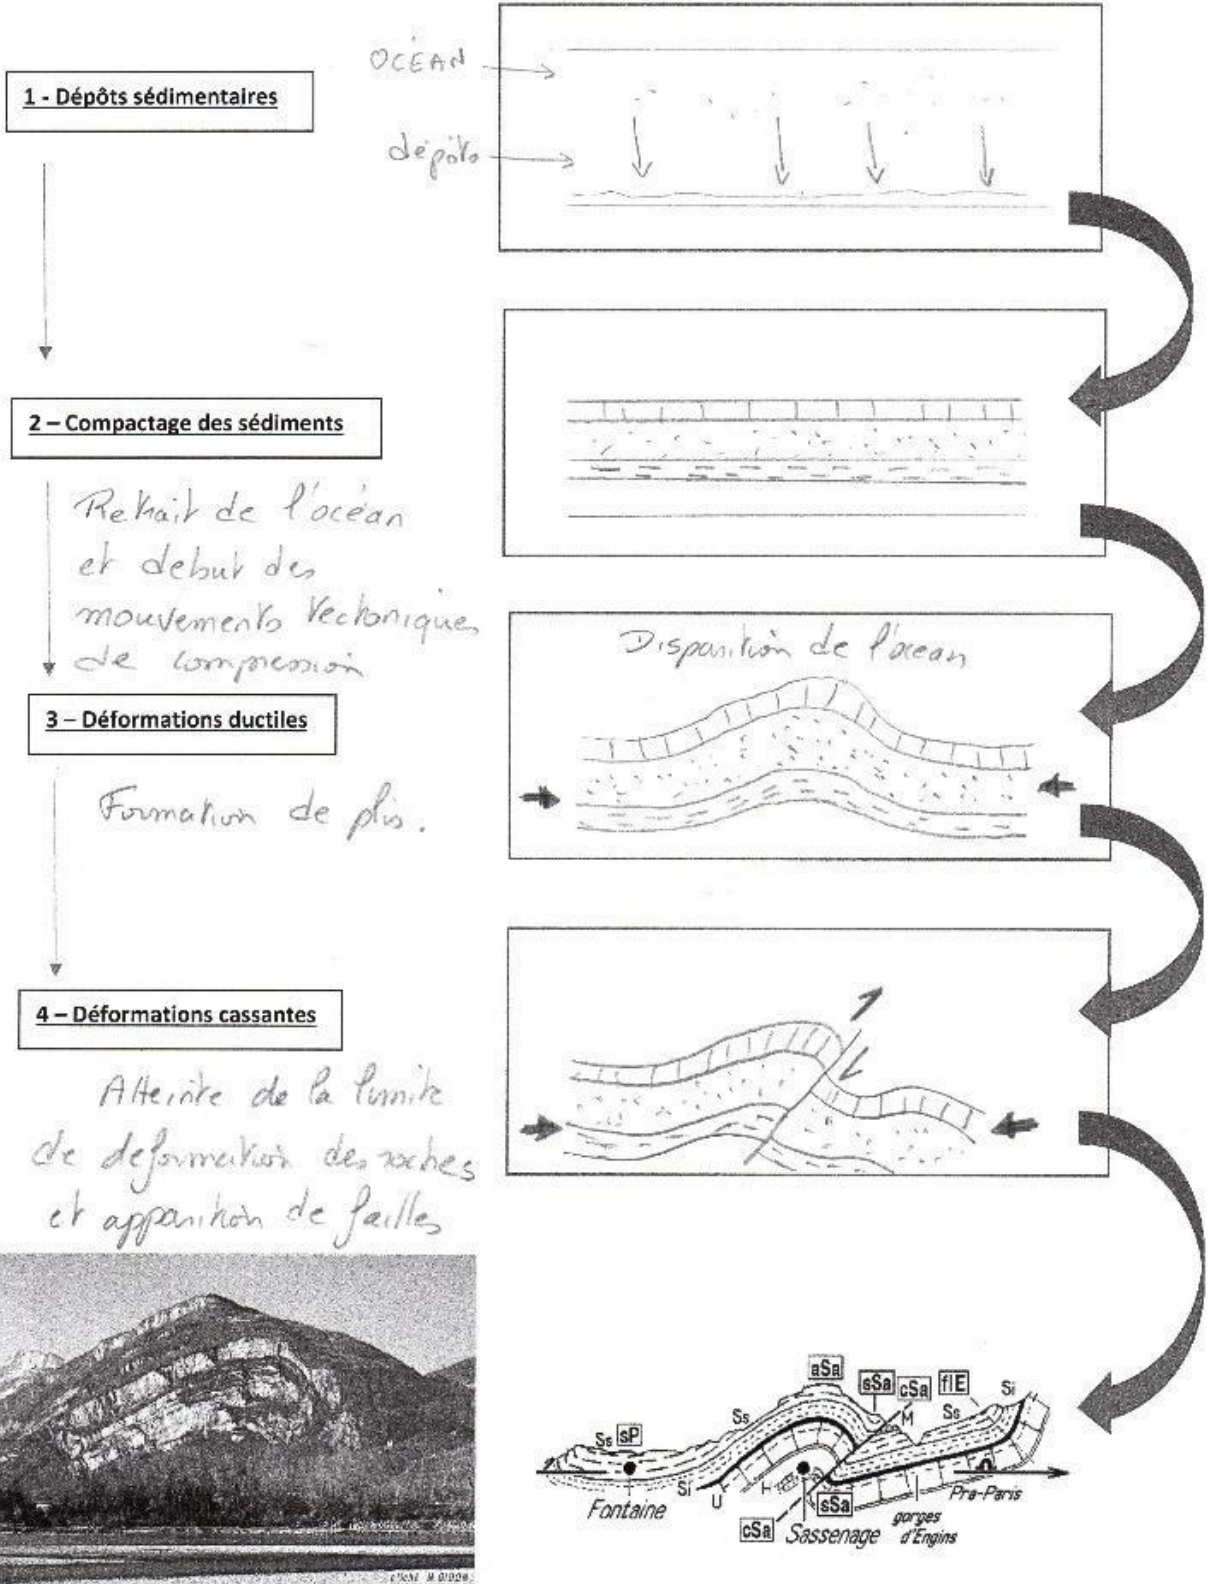 OCÉAN
1 - Dépôts sédimentaires
dépôts
2 – Compactage des sédiments
Retrait de l'océan
et debut des
mouvements tectoniques
de compression
Disparition de l'océan
3 – Déformations ductiles
Formation de plis.
4 – Déformations cassantes
Atteinte de la limite
de deformation des roches
et apparition de failles
aSa
sSa
cSa
flE
Si
M
Ss
Ss
Ss
sP
Fontaine
Si
U
H
sSa
cSa
Sassenage
gorges
d'Engins
Pra-Paris